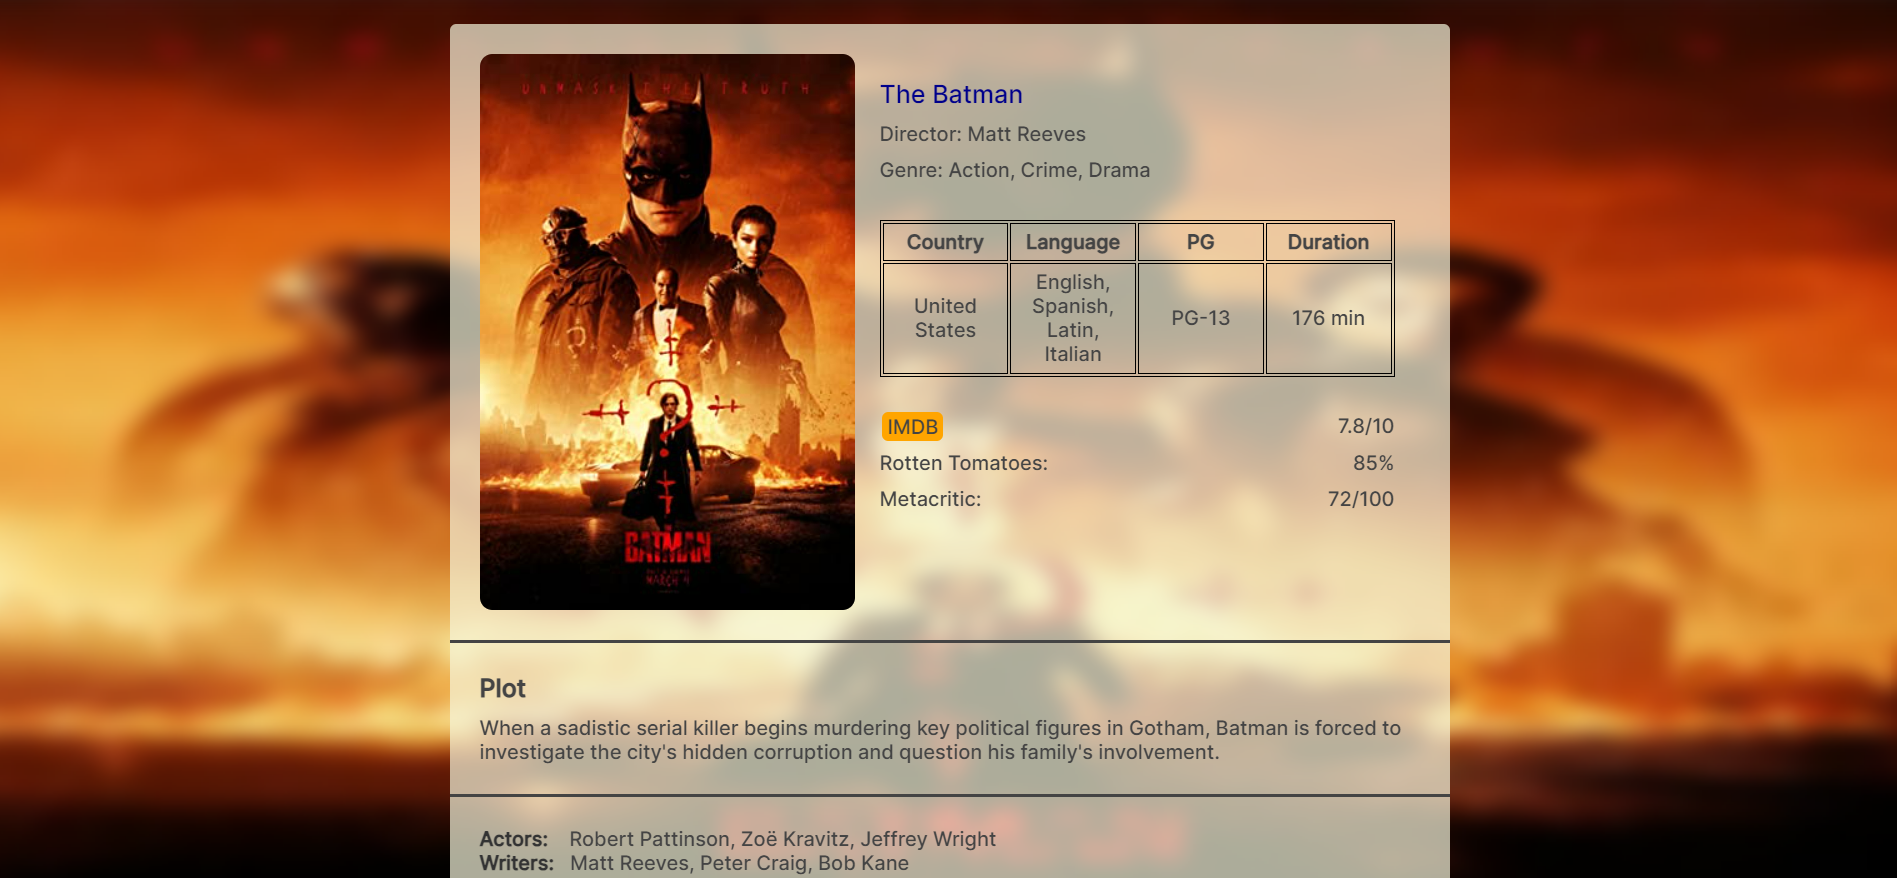 UNMASK THE TRUTH
BATMAN
MARCH 4
The Batman
Director: Matt Reeves
Genre: Action, Crime, Drama
Country Language PG Duration
United States
English, Spanish, Latin, Italian
PG-13
176 min
IMDB 7.8/10
Rotten Tomatoes: 85%
Metacritic: 72/100
Plot
When a sadistic serial killer begins murdering key political figures in Gotham, Batman is forced to
investigate the city's hidden corruption and question his family's involvement.
Actors: Robert Pattinson, Zoë Kravitz, Jeffrey Wright
Writers: Matt Reeves, Peter Craig, Bob Kane